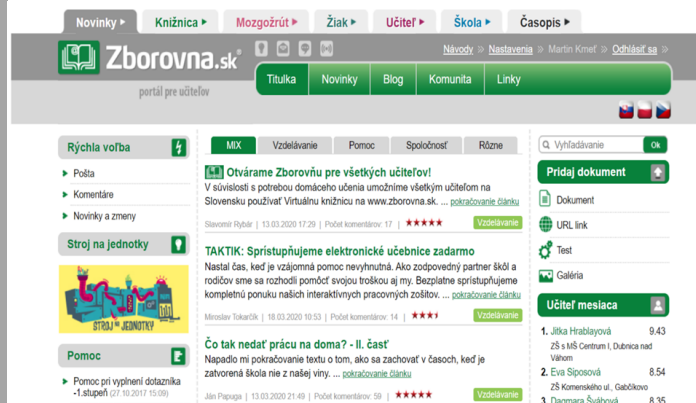 Novinky
Knižnica
Mozgožrút
Žiak
Učiteľ
Škola
Časopis
Zborovna.sk
portál pre učiteľov
Návody
Nastavenia
Martin Kmeť
Odhlásiť sa
Titulka
Novinky
Blog
Komunita
Linky
Rýchla voľba
Pošta
Komentáre
Novinky a zmeny
Stroj na jednotky
STROJ NA JEDNOTKY
Pomoc
Pomoc pri vyplnení dotazníka
-1.stupeň (27.10.2017 15:09)
MIX
Vzdelávanie
Pomoc
Spoločnosť
Rôzne
Otvárame Zborovňu pre všetkých učiteľov!
V súvislosti s potrebou domáceho učenia umožníme všetkým učiteľom na
Slovensku používať Virtuálnu knižnicu na www.zborovna.sk. ... pokračovanie článku
Slavomír Rybár | 13.03.2020 17:29 | Počet komentárov: 17 |
Vzdelávanie
TAKTIK: Sprístupňujeme elektronické učebnice zadarmo
Nastal čas, keď je vzájomná pomoc nevyhnutná. Ako zodpovedný partner škôl a
rodičov sme sa rozhodli pomôcť svojou troškou aj my. Bezplatne sprístupňujeme
kompletnú ponuku našich interaktívnych pracovných zošitov. ... pokračovanie článku
Miroslav Tokarčík | 18.03.2020 10:53 | Počet komentárov: 14 |
Vzdelávanie
Čo tak nedať prácu na doma? - II. časť
Napadlo mi pokračovanie textu o tom, ako sa zachovať v časoch, keď je
zatvorená škola nie z našej viny. ... pokračovanie článku
Ján Papuga | 13.03.2020 21:49 | Počet komentárov: 59 |
Vzdelávanie
Vyhľadávanie
Ok
Pridaj dokument
Dokument
URL link
Test
Galéria
Učiteľ mesiaca
1. Jitka Hrablayová 9.43
ZŠ s MŠ Centrum I, Dubnica nad
Váhom
2. Eva Siposová 8.54
ZŠ Komenského ul., Gabčíkovo
3. Dagmara Švábová 8.35